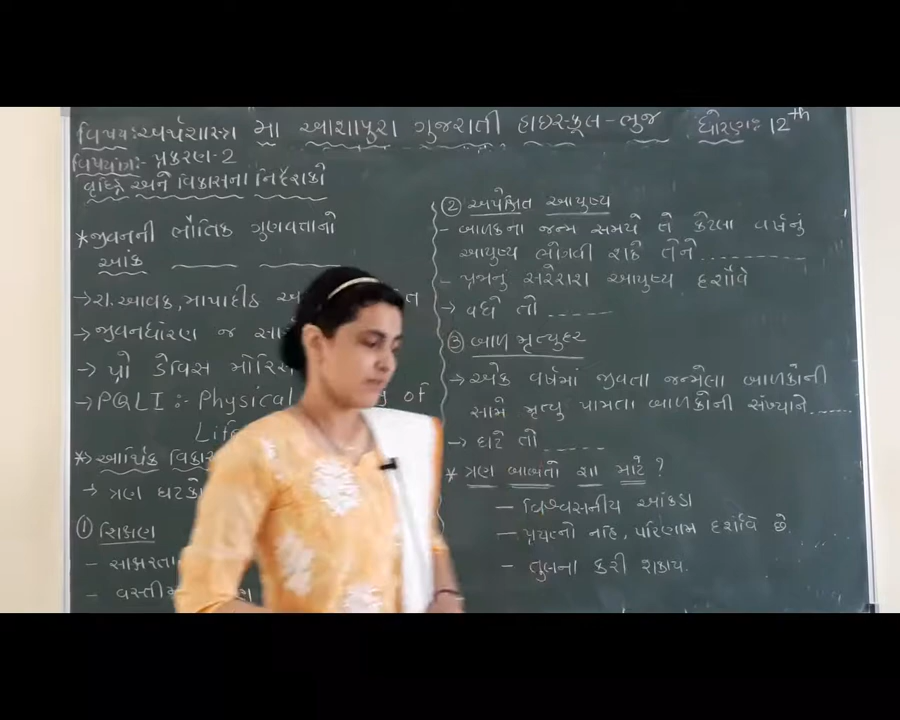 વિષય:અર્થશાસ્ત્ર મા આશાપુરા ગુજરાતી હાઇસ્કૂલ-ભુજ ધોરણ:12th
વિષયાંગ:- પ્રકરણ-2
વૃધ્ધિ અને વિકાસના નિર્દેશકો
*જીવનની ભૌતિક ગુણવત્તાનો
આંક
→રા.આવક,માથાદીઠ
→જીવનધોરણ જ
→પ્રો ડેવિસ મોરિસ
→PQLI :- Physical of
Life
*આર્થિક
→ ત્રણ ઘટકો
① શિક્ષણ
- સાક્ષરતા
- વસ્તી
② અપેક્ષિત આયુષ્ય
- બાળકના જન્મ સમયે તે કેટલા વર્ષનું
આયુષ્ય ભોગવી શકે તેને ..............
- પ્રજાનું સરેરાશ આયુષ્ય દર્શાવે
→ વધે તો ------
③ બાળ મૃત્યુદર
→ એક વર્ષમાં જીવતા જન્મેલા બાળકોની
સામે મૃત્યુ પામતા બાળકોની સંખ્યાને.......
→ ઘટે તો ------
* ત્રણ બાબતો શા માટે ?
- વિશ્વસનીય આંકડા
- પ્રયત્નો નહિ, પરિણામ દર્શાવે છે
- તુલના કરી શકાય.